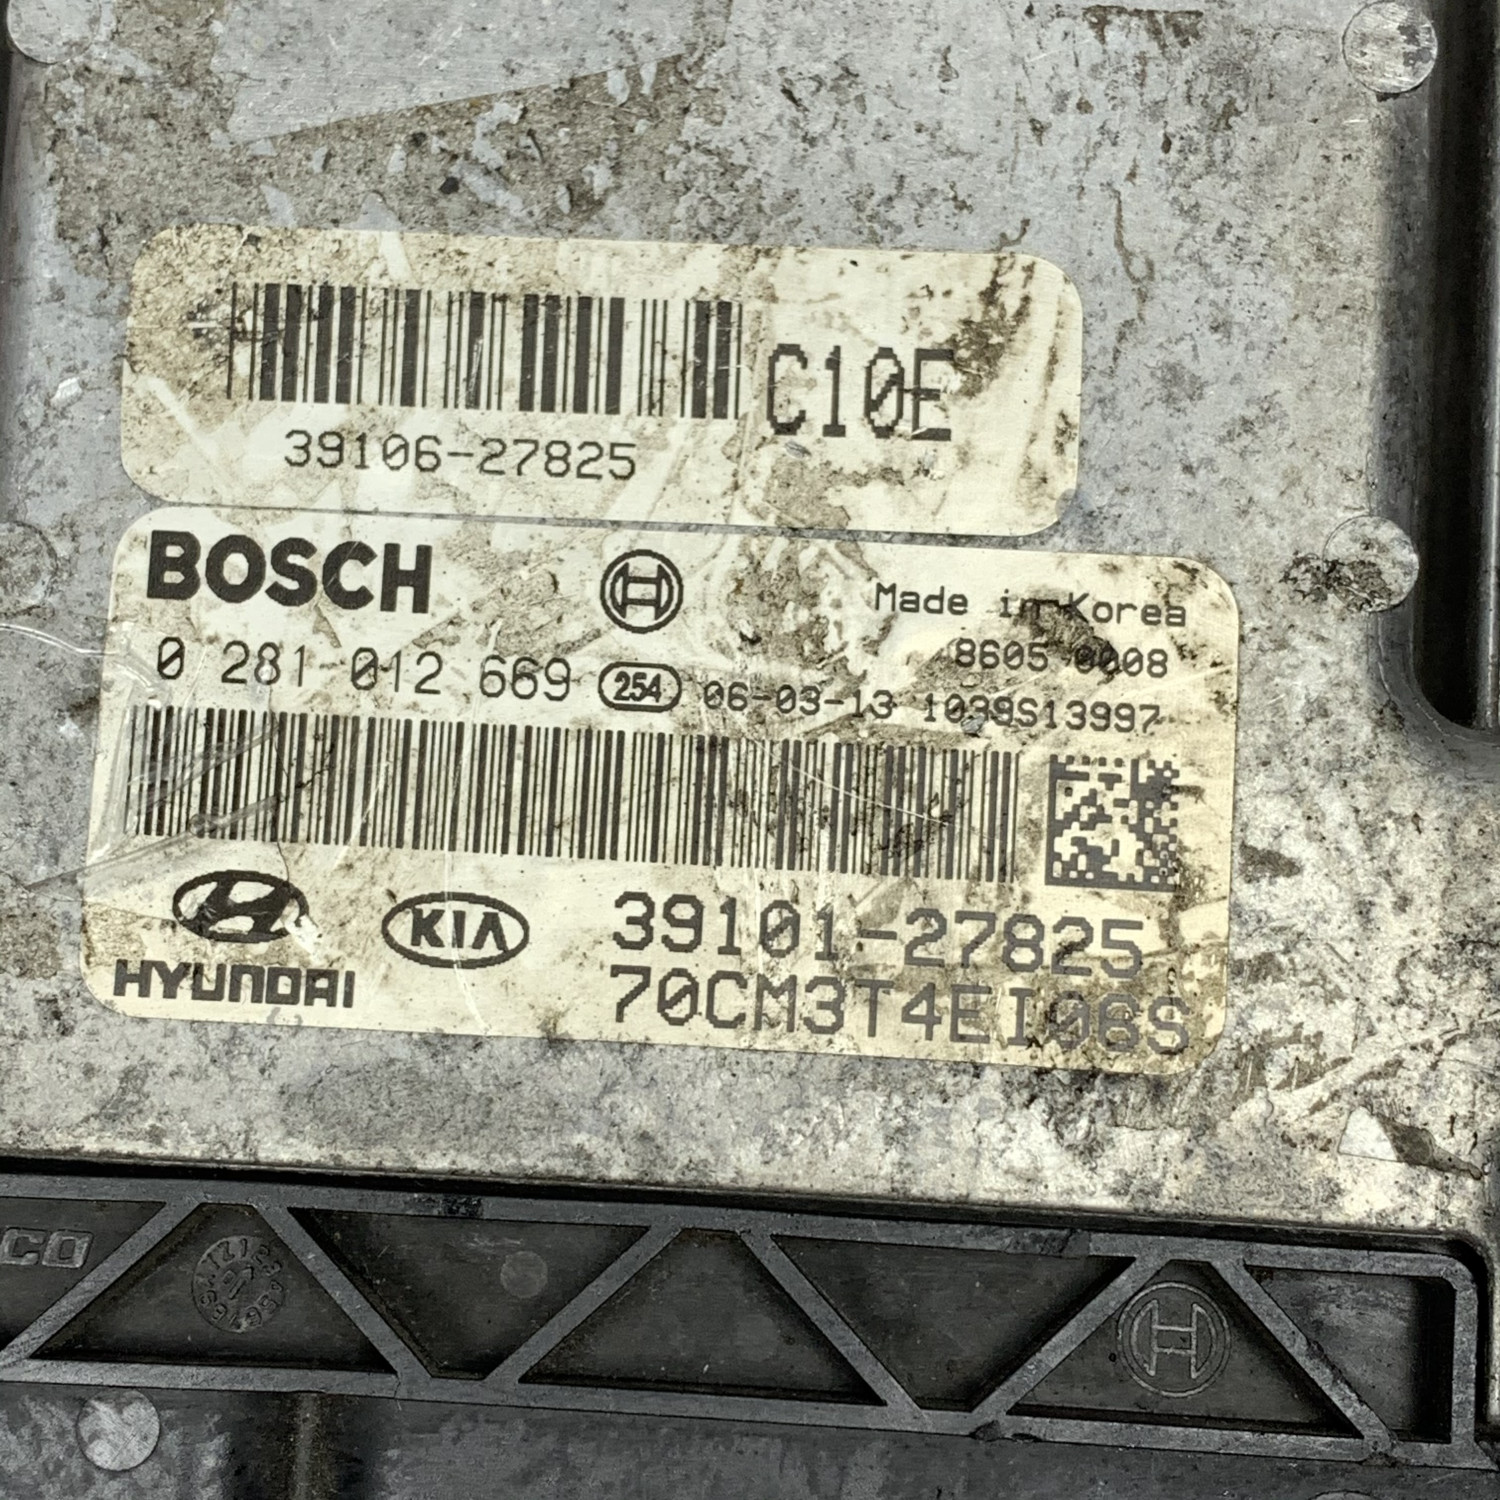 C10E
39106-27825
BOSCH
Made in Korea
8605 0008
0 281 012 669 254 06-03-13 1039S13997
HYUNDAI
KIA
39101-27825
70CM3T4EI06S
CO